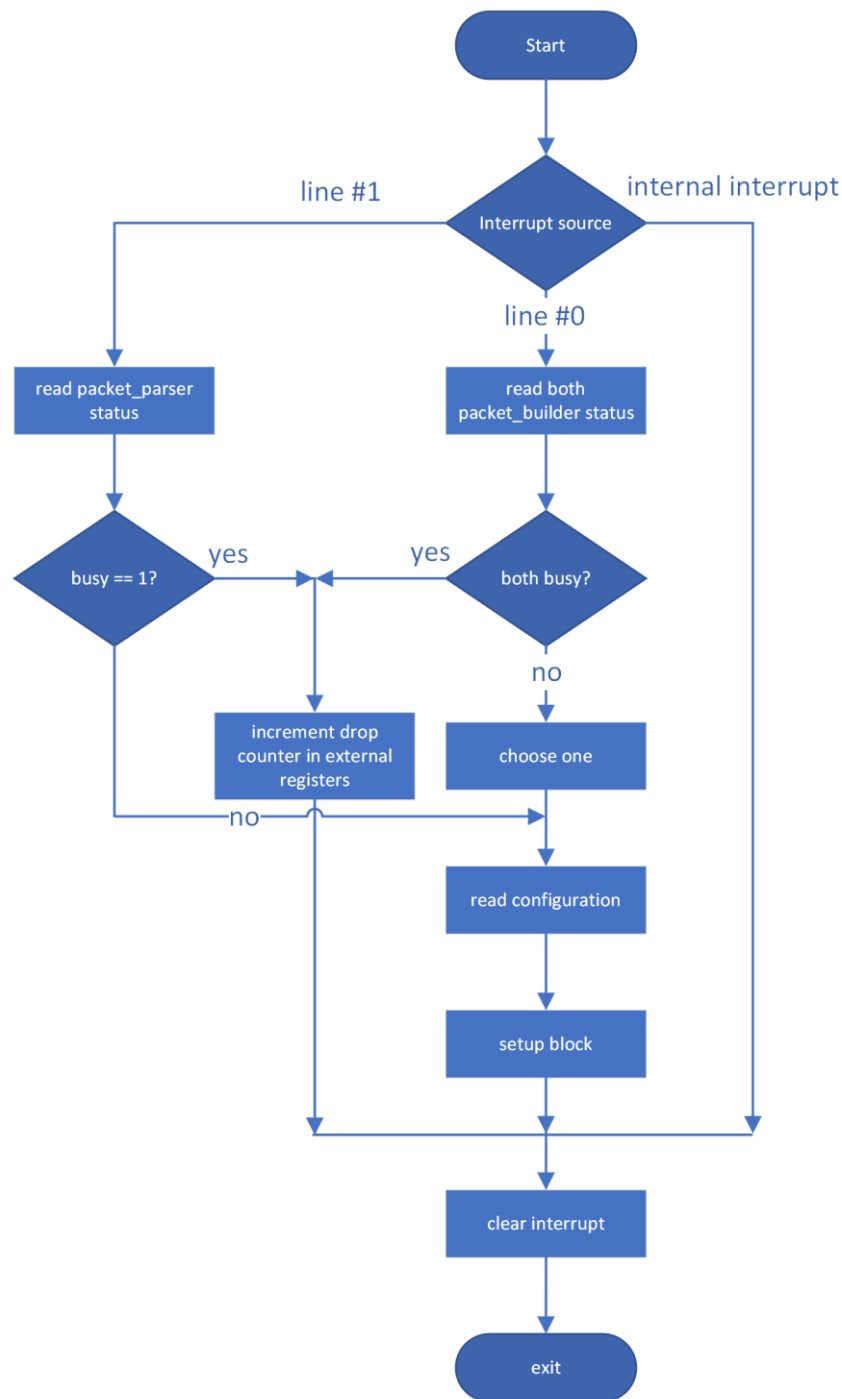 Start
line #1
internal interrupt
Interrupt source
line #0
read packet_parser
status
read both
packet_builder status
yes
yes
busy == 1?
both busy?
no
increment drop
counter in external
registers
choose one
no
read configuration
setup block
clear interrupt
exit